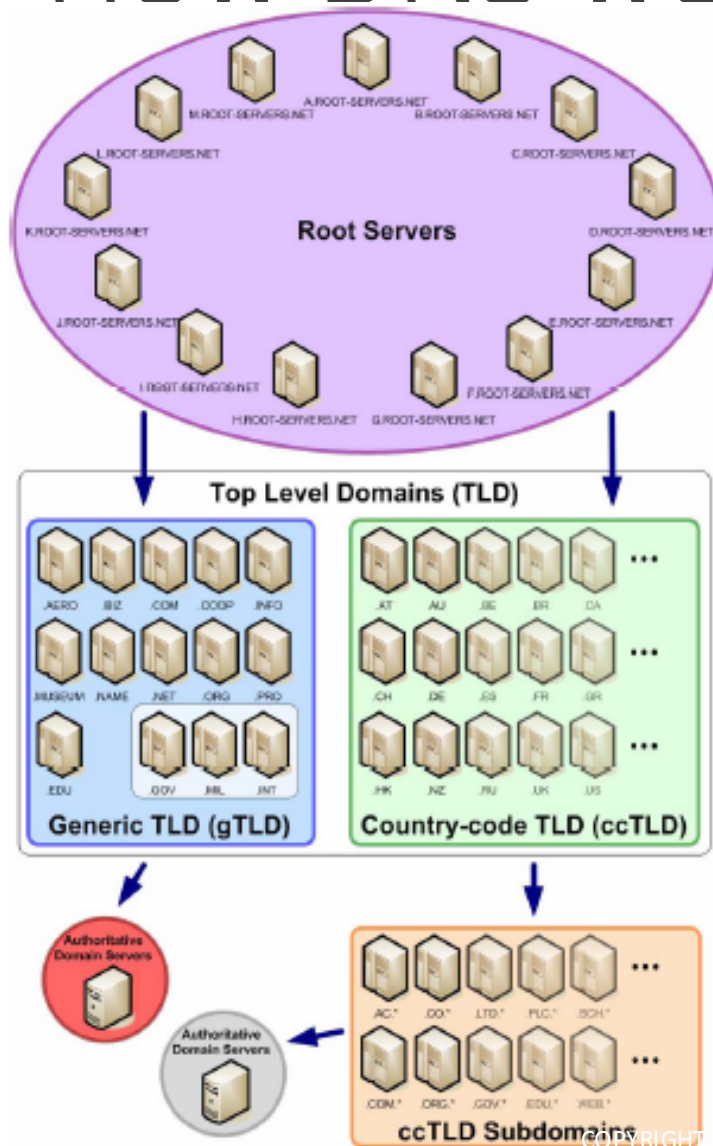 A.ROOT-SERVERS.NET
M.ROOT-SERVERS.NET
B.ROOT-SERVERS.NET
L.ROOT-SERVERS.NET
C.ROOT-SERVERS.NET
K.ROOT-SERVERS.NET
Root Servers
D.ROOT-SERVERS.NET
J.ROOT-SERVERS.NET
E.ROOT-SERVERS.NET
I.ROOT-SERVERS.NET
H.ROOT-SERVERS.NET
G.ROOT-SERVERS.NET
F.ROOT-SERVERS.NET
Top Level Domains (TLD)
.AERO .BIZ .COM .COOP .INFO
.MUSEUM .NAME .NET .ORG .PRO
.EDU .GOV .MIL .INT
Generic TLD (gTLD)
.AT .AU .BE .BR .CA ...
.CH .DE .ES .FR .GR ...
.HK .NZ .RU .UK .US ...
Country-code TLD (ccTLD)
Authoritative
Domain Servers
Authoritative
Domain Servers
.AC.* .CO.* .LTD.* .PLC.* .SCH.* ...
.COM.* .ORG.* .GOV.* .EDU.* .WEB.* ...
ccTLD Subdomains
COPYRIGHT